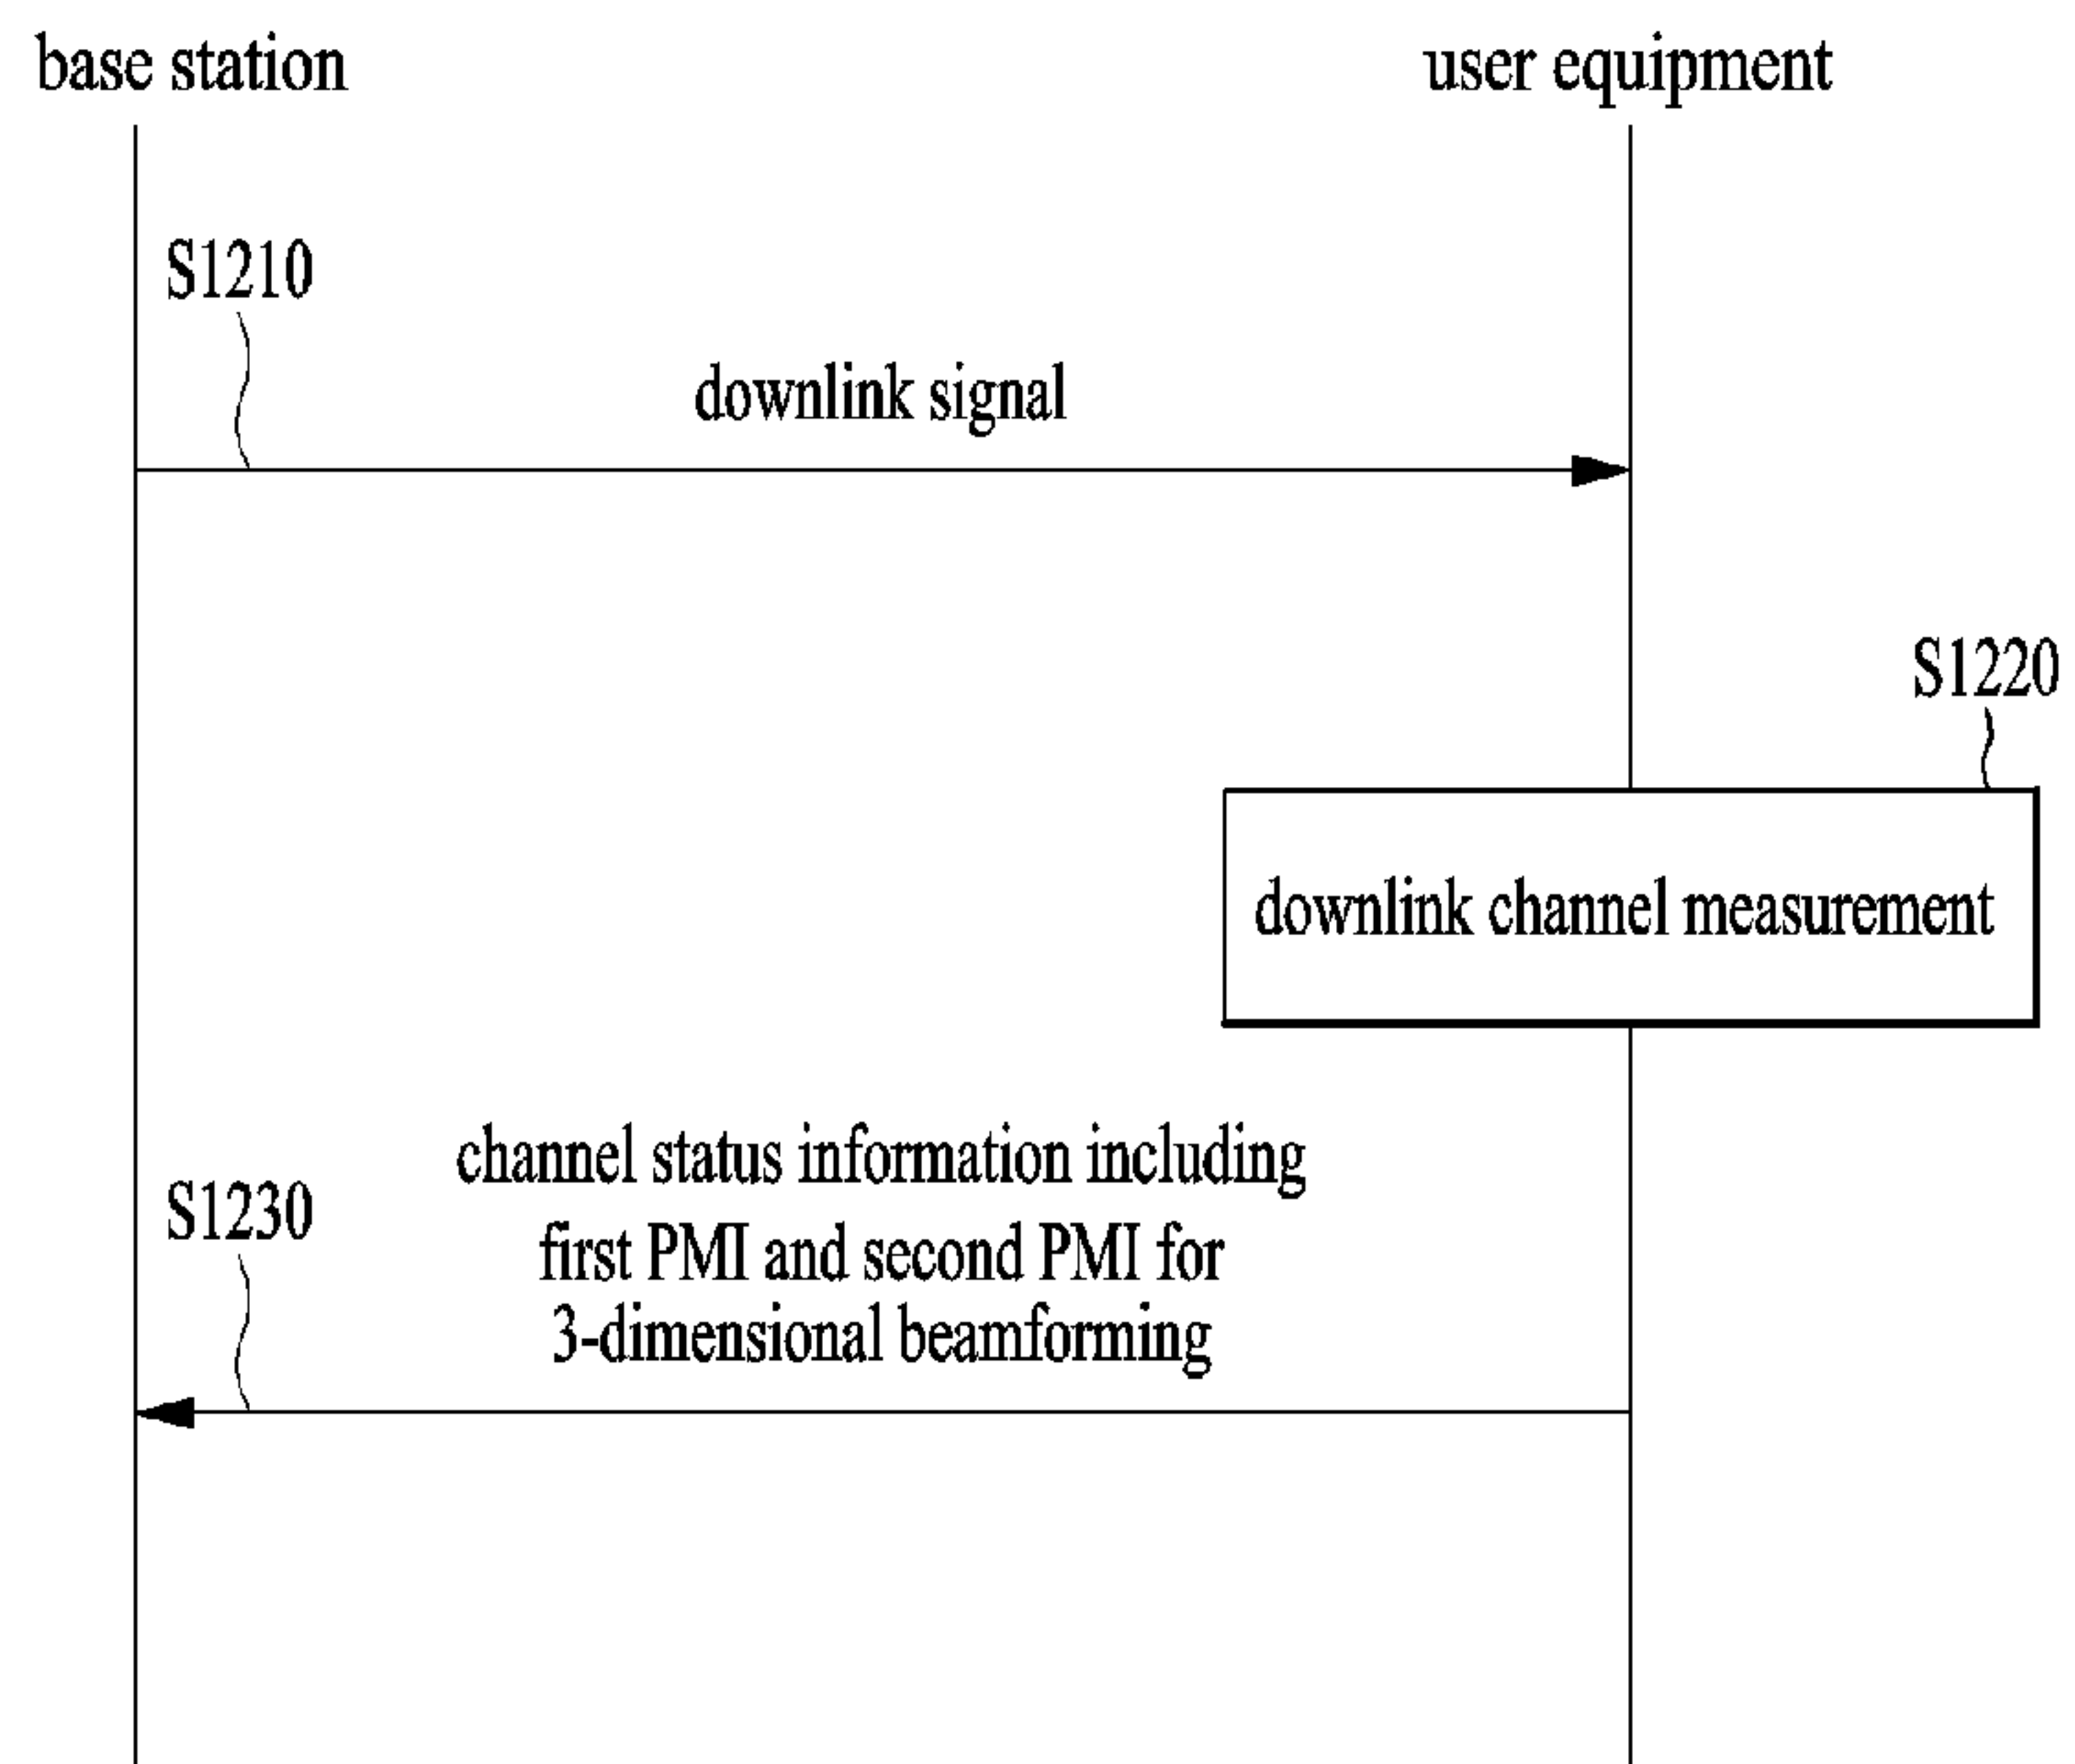 base station
user equipment
S1210
downlink signal
S1220
downlink channel measurement
channel status information including
S1230
first PMI and second PMI for
3-dimensional beamforming